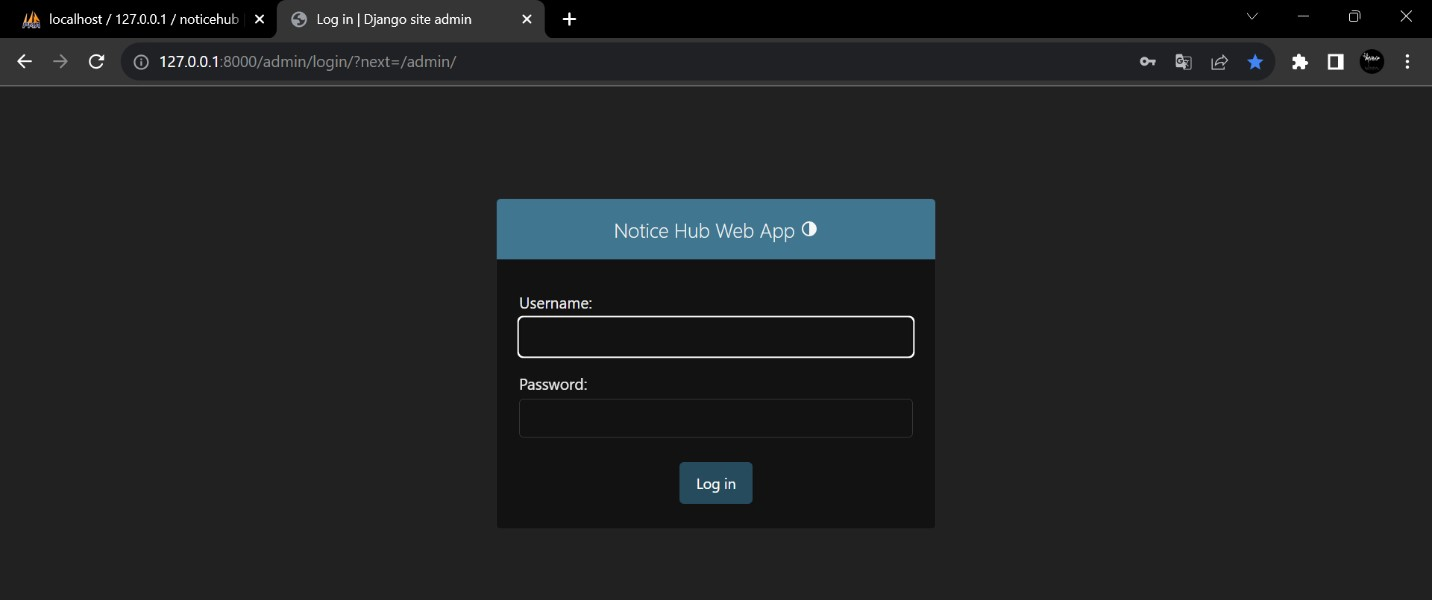 localhost / 127.0.0.1 / noticehub
Log in | Django site admin
127.0.0.1:8000/admin/login/?next=/admin/
Notice Hub Web App
Username:
Password:
Log in